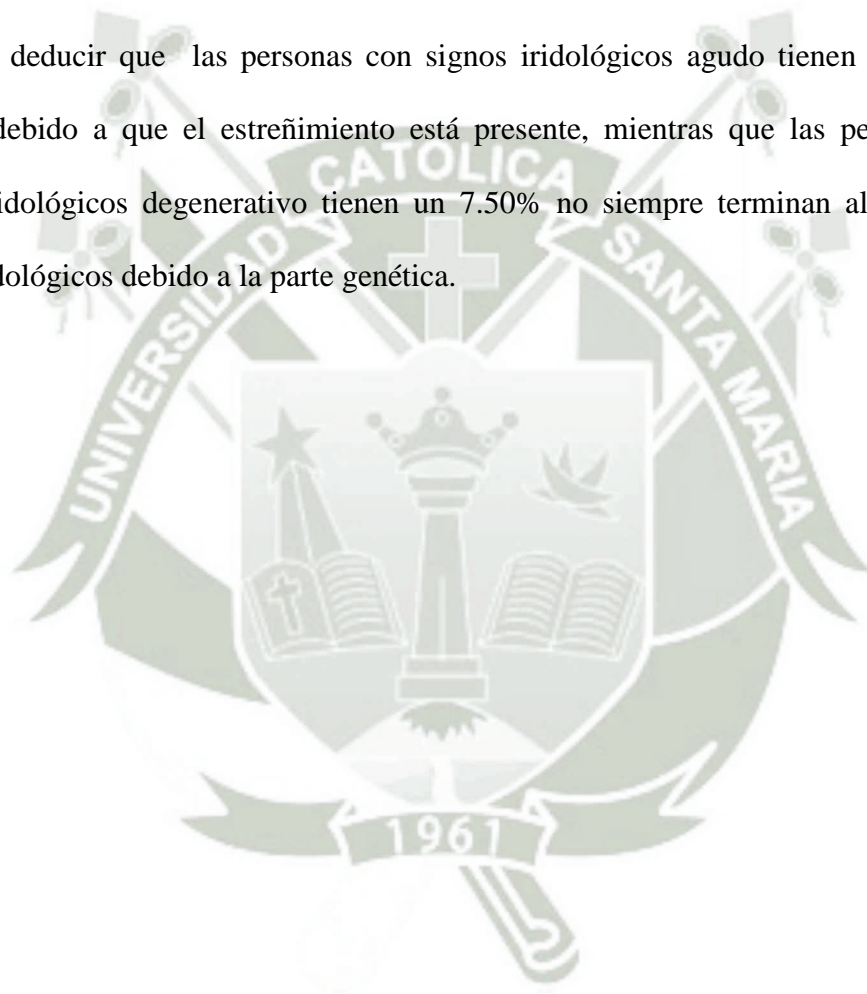 deducir que las personas con signos iridológicos agudo tienen
debido a que el estreñimiento está presente, mientras que las pe
idológicos degenerativo tienen un 7.50% no siempre terminan al
dológicos debido a la parte genética.
UNIVERSIDAD CATOLICA SANTA MARIA
1961